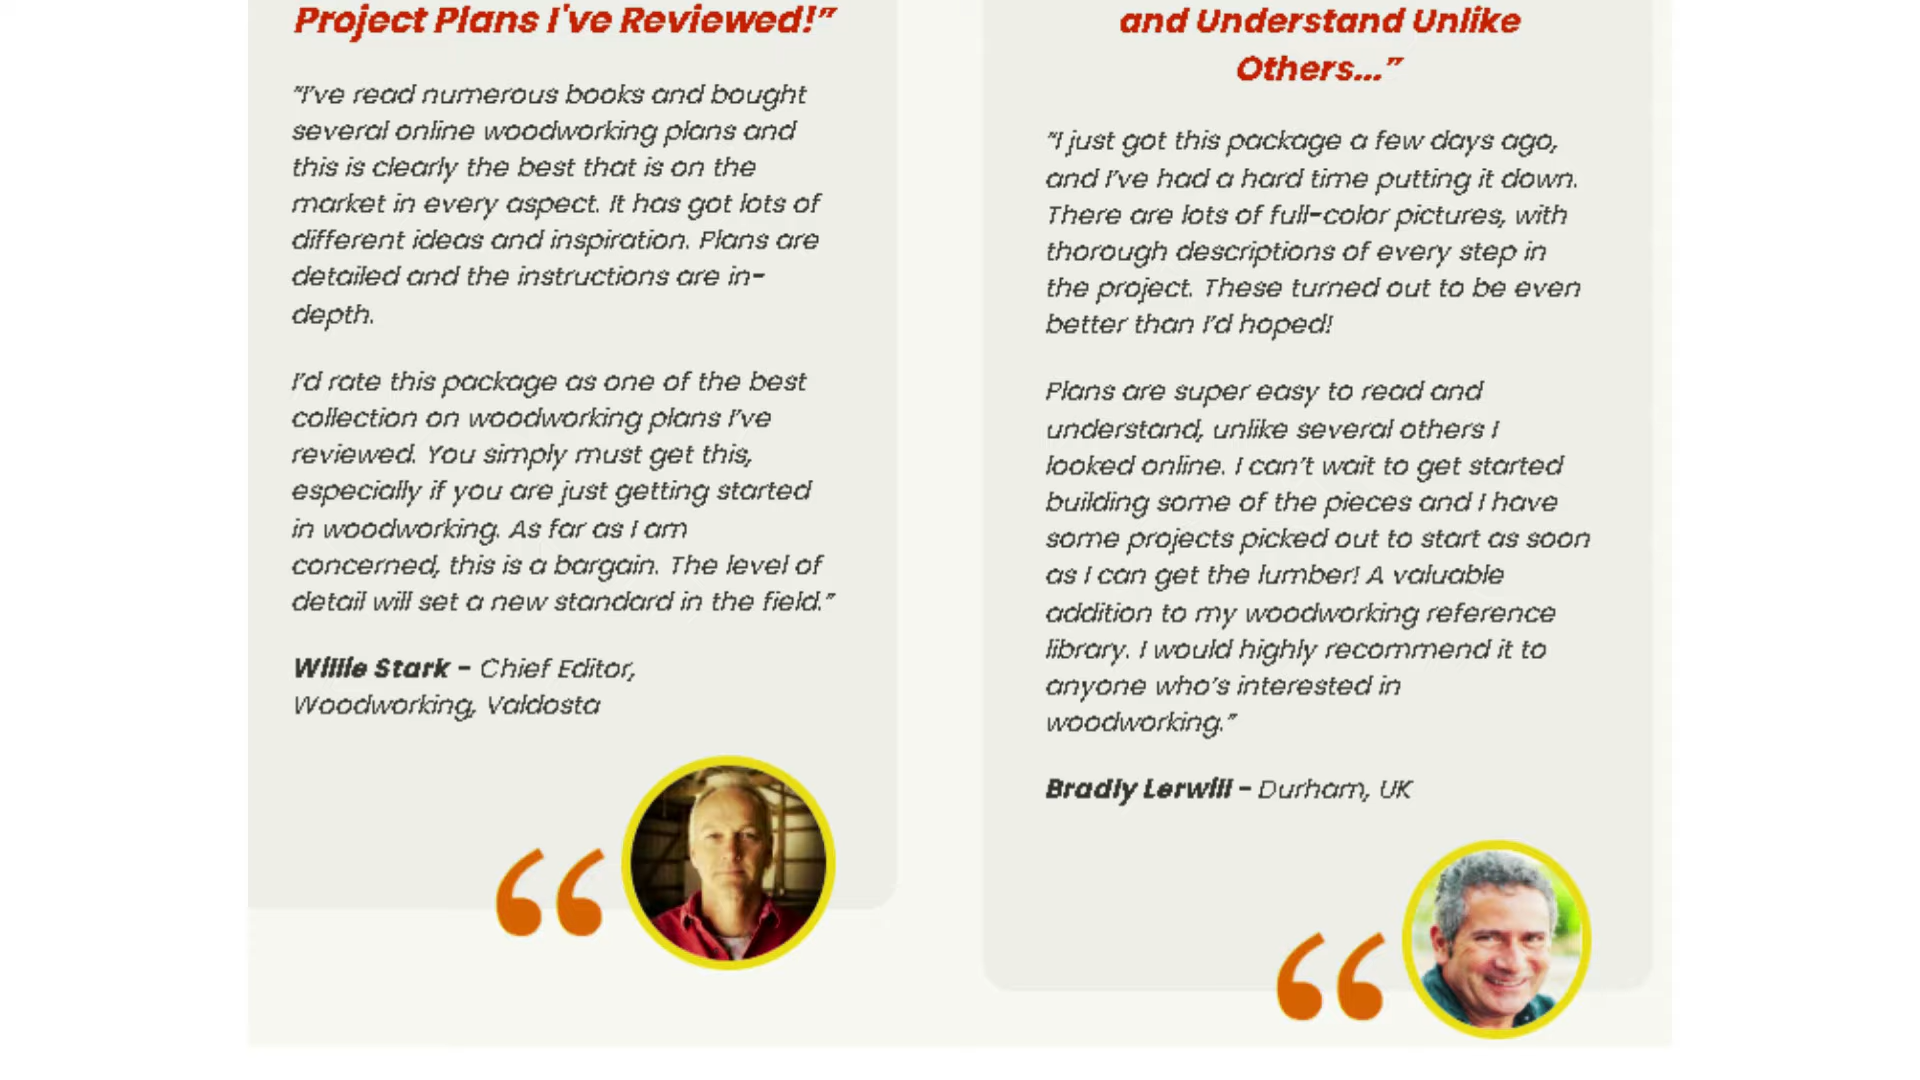 Project Plans I've Reviewed!”
“I’ve read numerous books and bought
several online woodworking plans and
this is clearly the best that is on the
market in every aspect. It has got lots of
different ideas and inspiration. Plans are
detailed and the instructions are in-
depth.
I’d rate this package as one of the best
collection on woodworking plans I’ve
reviewed. You simply must get this,
especially if you are just getting started
in woodworking. As far as I am
concerned, this is a bargain. The level of
detail will set a new standard in the field.”
Willie Stark - Chief Editor,
Woodworking, Valdosta
and Understand Unlike
Others...”
“I just got this package a few days ago,
and I’ve had a hard time putting it down.
There are lots of full-color pictures, with
thorough descriptions of every step in
the project. These turned out to be even
better than I’d hoped!
Plans are super easy to read and
understand, unlike several others I
looked online. I can’t wait to get started
building some of the pieces and I have
some projects picked out to start as soon
as I can get the lumber! A valuable
addition to my woodworking reference
library. I would highly recommend it to
anyone who’s interested in
woodworking.”
Bradly Lerwill - Durham, UK